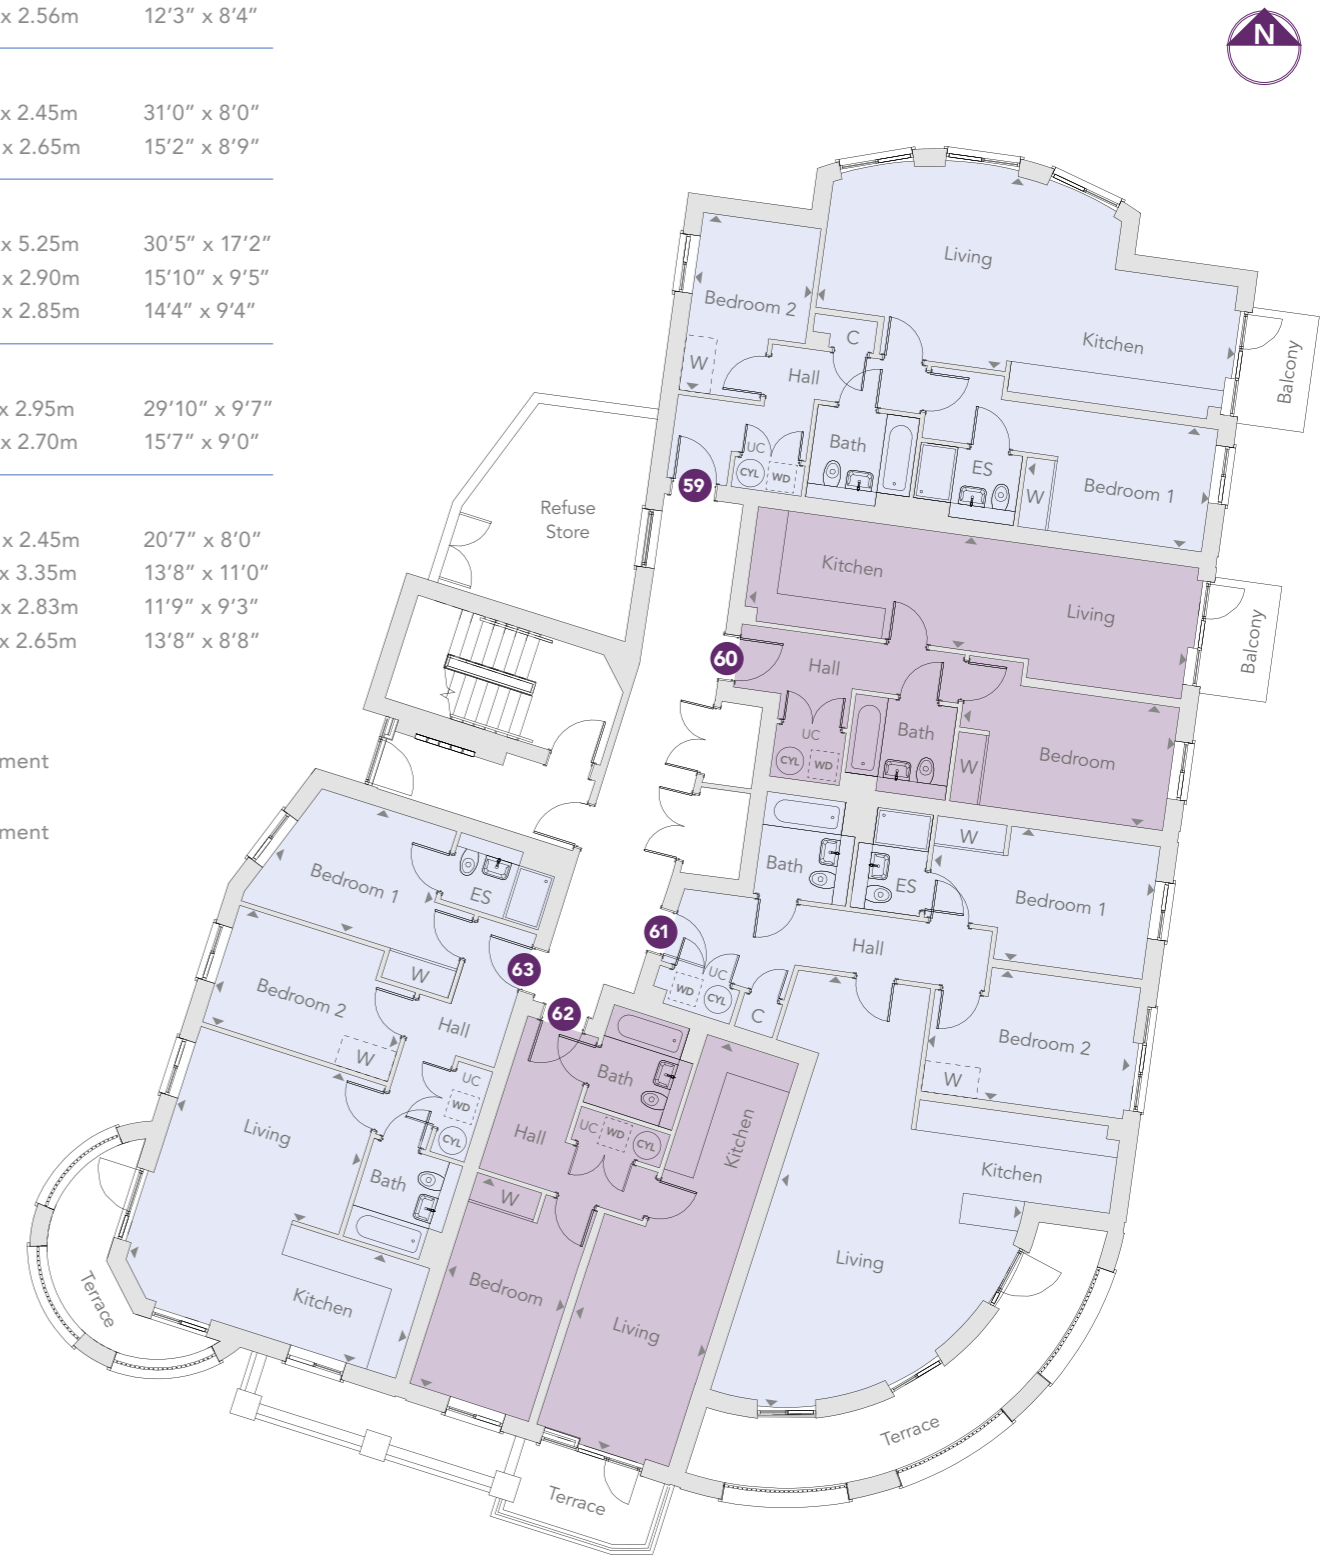 x 2.56m 12’3” x 8’4”
N
x 2.45m 31’0” x 8’0”
x 2.65m 15’2” x 8’9”
x 5.25m 30’5” x 17’2”
x 2.90m 15’10” x 9’5”
x 2.85m 14’4” x 9’4”
x 2.95m 29’10” x 9’7”
x 2.70m 15’7” x 9’0”
x 2.45m 20’7” x 8’0”
x 3.35m 13’8” x 11’0”
x 2.83m 11’9” x 9’3”
x 2.65m 13’8” x 8’8”
ment
ment
Living
Bedroom 2
Kitchen
Balcony
C
W
Hall
Bath
UC
CYL
WD
ES
W
Bedroom 1
59
Refuse
Store
Kitchen
Living
Balcony
60
Hall
UC
CYL
WD
Bath
W
Bedroom
Bath
W
ES
Bedroom 1
61
Hall
UC
WD
CYL
C
Bedroom 2
W
Kitchen
Living
Terrace
Bedroom 1
ES
63
W
Bedroom 2
Hall
W
UC
WD
CYL
Living
Bath
Kitchen
Terrace
62
Bath
Hall
UC
WD
CYL
Kitchen
W
Bedroom
Living
Terrace